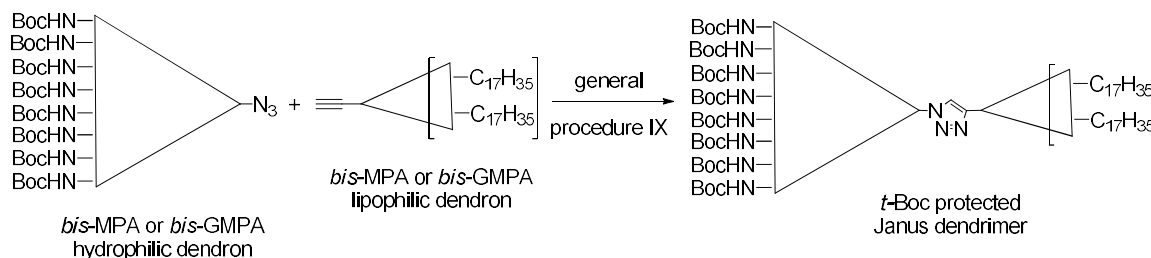 BocHN
BocHN
BocHN
BocHN
BocHN
BocHN
BocHN
BocHN
N3
+
C17H35
C17H35
bis-MPA or bis-GMPA
hydrophilic dendron
bis-MPA or bis-GMPA
lipophilic dendron
general
procedure IX
BocHN
BocHN
BocHN
BocHN
BocHN
BocHN
BocHN
BocHN
N
N=N
C17H35
C17H35
t-Boc protected
Janus dendrimer